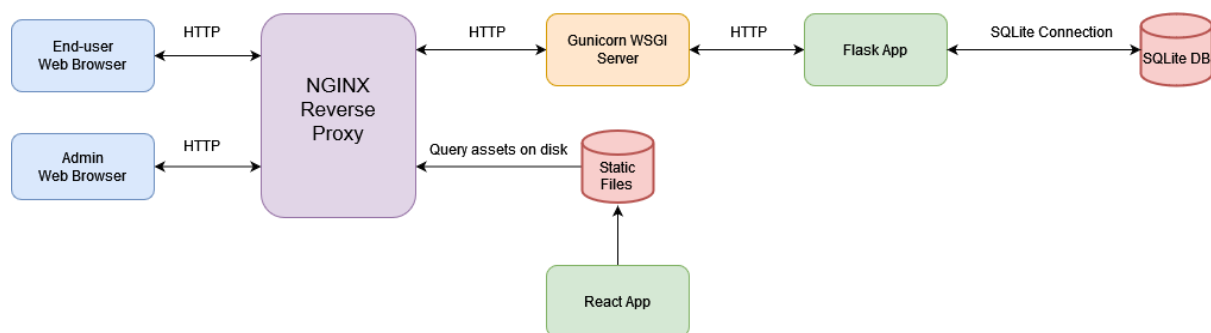 End-user
Web Browser
HTTP
NGINX
Reverse
Proxy
HTTP
Gunicorn WSGI
Server
HTTP
Flask App
SQLite Connection
SQLite DB
Admin
Web Browser
HTTP
Query assets on disk
Static
Files
React App